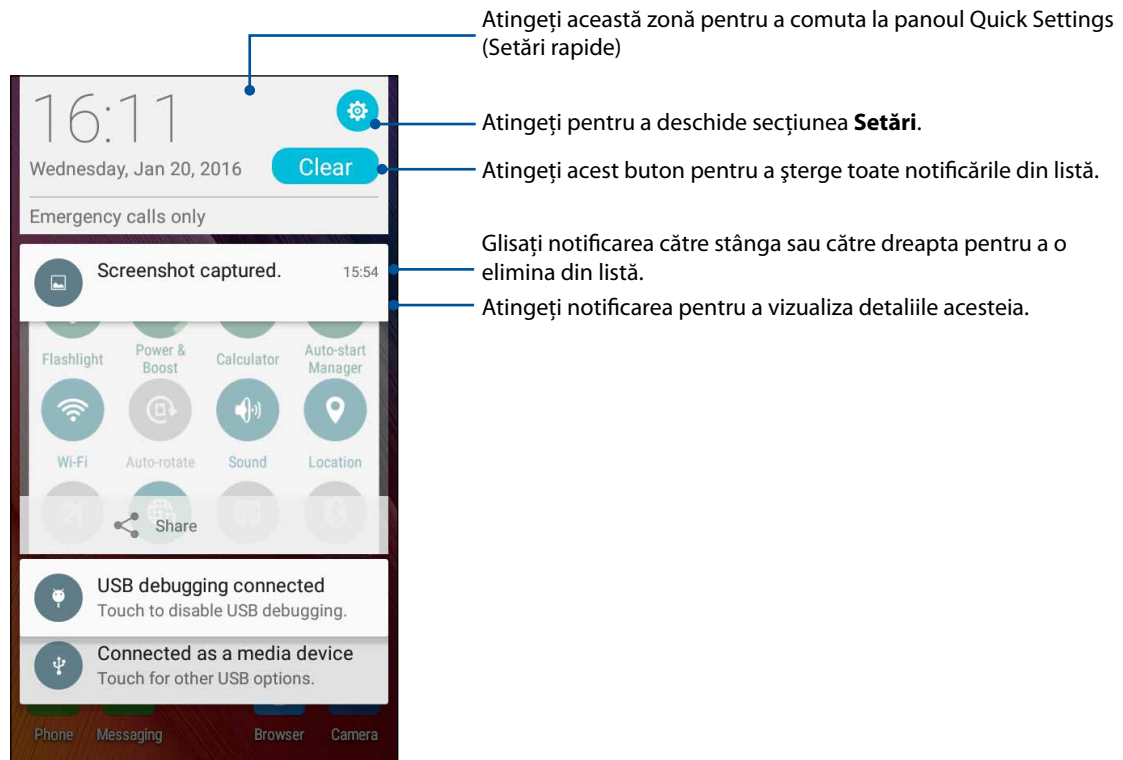 Atingeți această zonă pentru a comuta la panoul Quick Settings
(Setări rapide)
16:11
Atingeți pentru a deschide secțiunea Setări.
Wednesday, Jan 20, 2016
Clear
Atingeți acest buton pentru a şterge toate notificările din listă.
Emergency calls only
Glisați notificarea către stânga sau către dreapta pentru a o
elimina din listă.
Screenshot captured.
15:54
Atingeți notificarea pentru a vizualiza detaliile acesteia.
Flashlight
Power &
Boost
Calculator
Auto-start
Manager
Wi-Fi
Auto-rotate
Sound
Location
Share
USB debugging connected
Touch to disable USB debugging.
Connected as a media device
Touch for other USB options.
Phone
Messaging
Browser
Camera